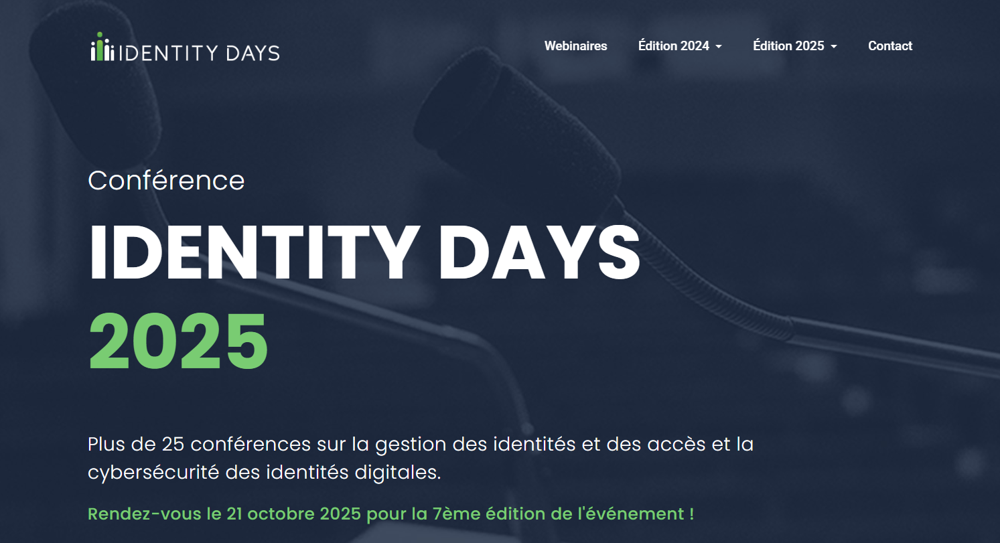 IDENTITY DAYS
Webinaires
Édition 2024
Édition 2025
Contact
Conférence
IDENTITY DAYS
2025
Plus de 25 conférences sur la gestion des identités et des accès et la
cybersécurité des identités digitales.
Rendez-vous le 21 octobre 2025 pour la 7ème édition de l'événement !